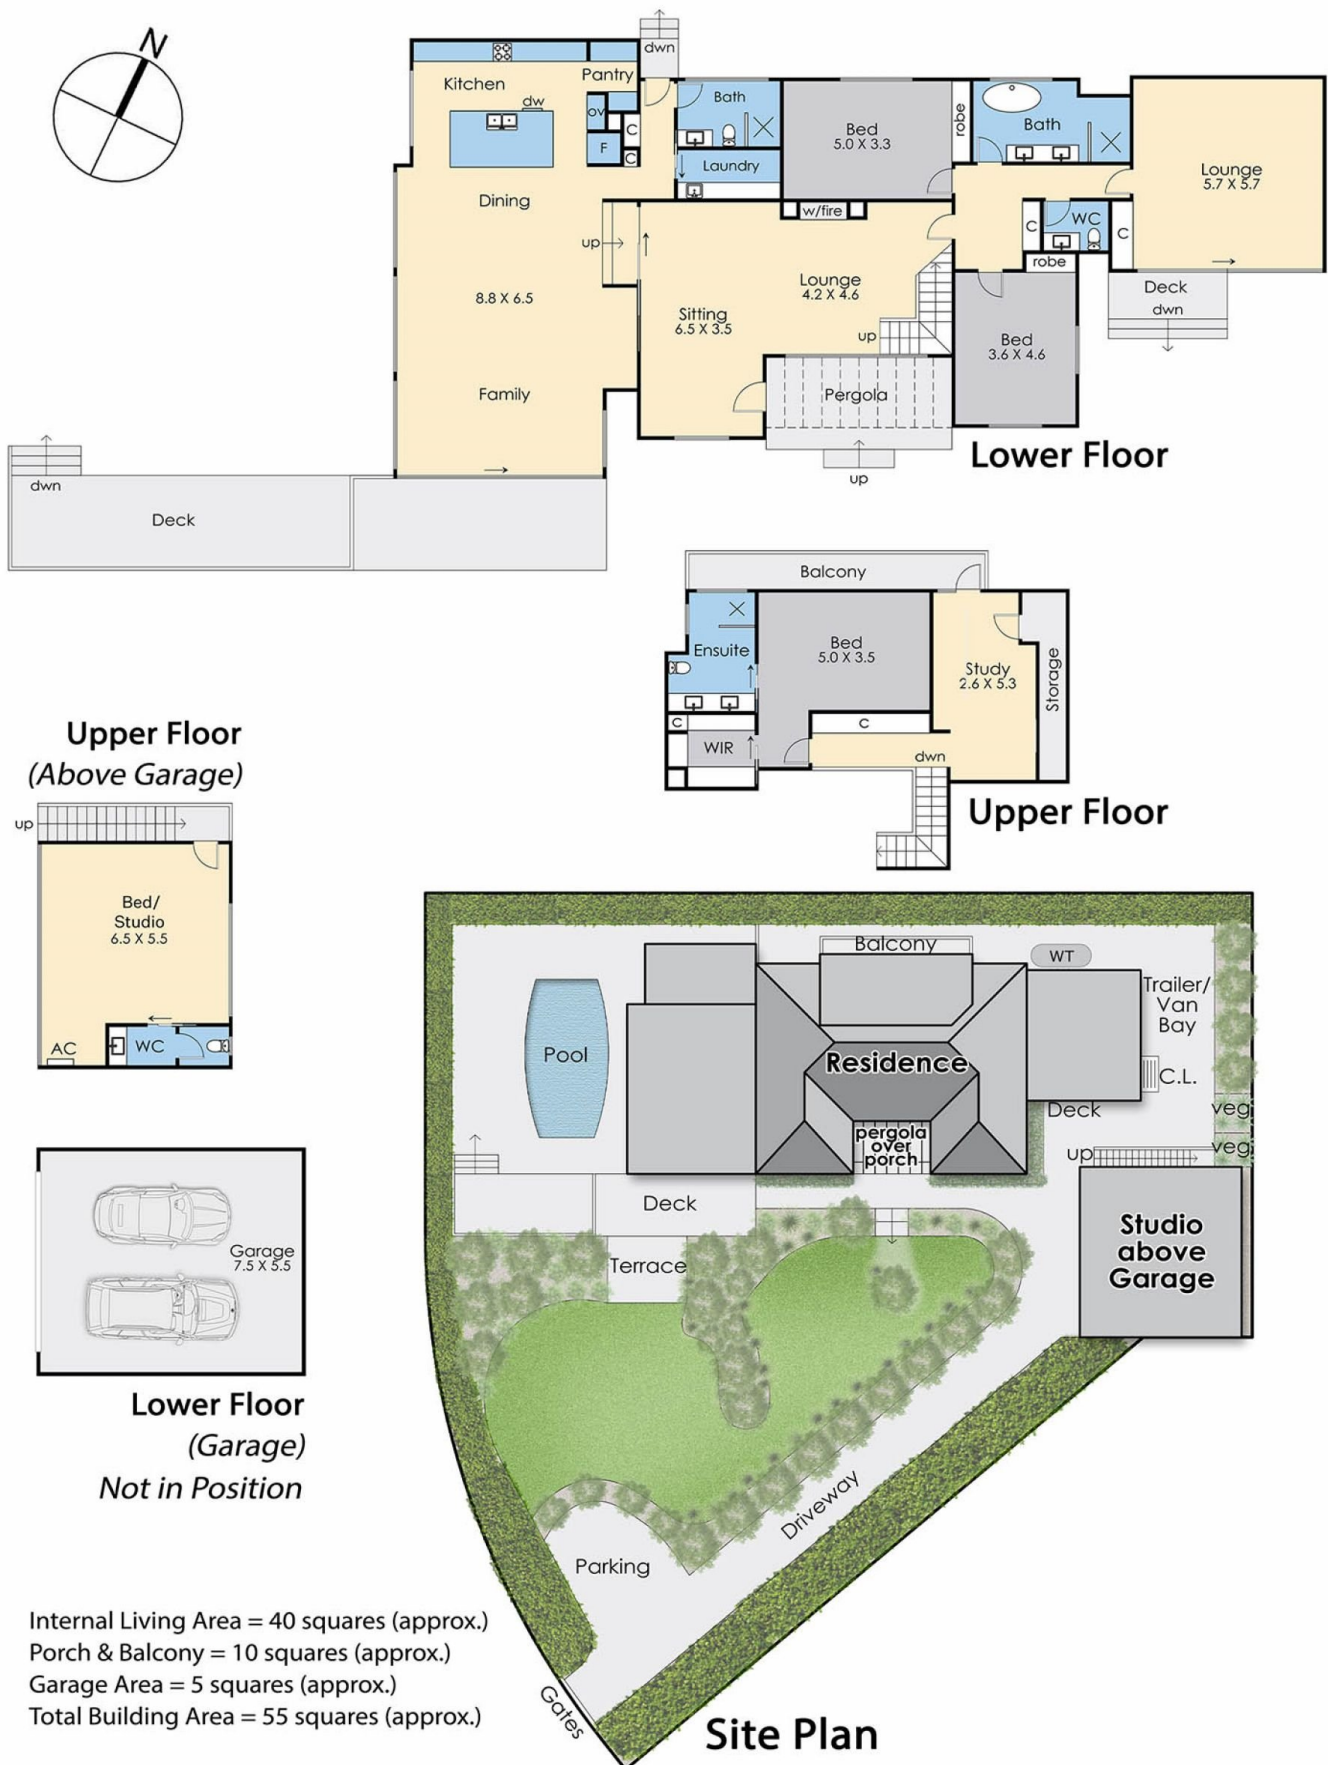 N
dwn
Kitchen
Pantry
dw
ov
C
F
C
Bath
Laundry
Bed
5.0 X 3.3
robe
Bath
Lounge
5.7 X 5.7
Dining
w/fire
up
C
WC
C
robe
8.8 X 6.5
Lounge
4.2 X 4.6
Sitting
6.5 X 3.5
up
Deck
dwn
Bed
3.6 X 4.6
Family
Pergola
Lower Floor
dwn
up
Deck
Balcony
Ensuite
Bed
5.0 X 3.5
Study
2.6 X 5.3
Storage
C
C
WIR
dwn
Upper Floor
Upper Floor
(Above Garage)
up
Bed/
Studio
6.5 X 5.5
AC
WC
Garage
7.5 X 5.5
Lower Floor
(Garage)
Not in Position
Balcony
WT
Trailer/
Van
Bay
Pool
Residence
C.L.
Deck
veg
pergola
over
porch
up
veg
Deck
Studio
above
Garage
Terrace
Driveway
Parking
Gates
Site Plan
Internal Living Area = 40 squares (approx.)
Porch & Balcony = 10 squares (approx.)
Garage Area = 5 squares (approx.)
Total Building Area = 55 squares (approx.)